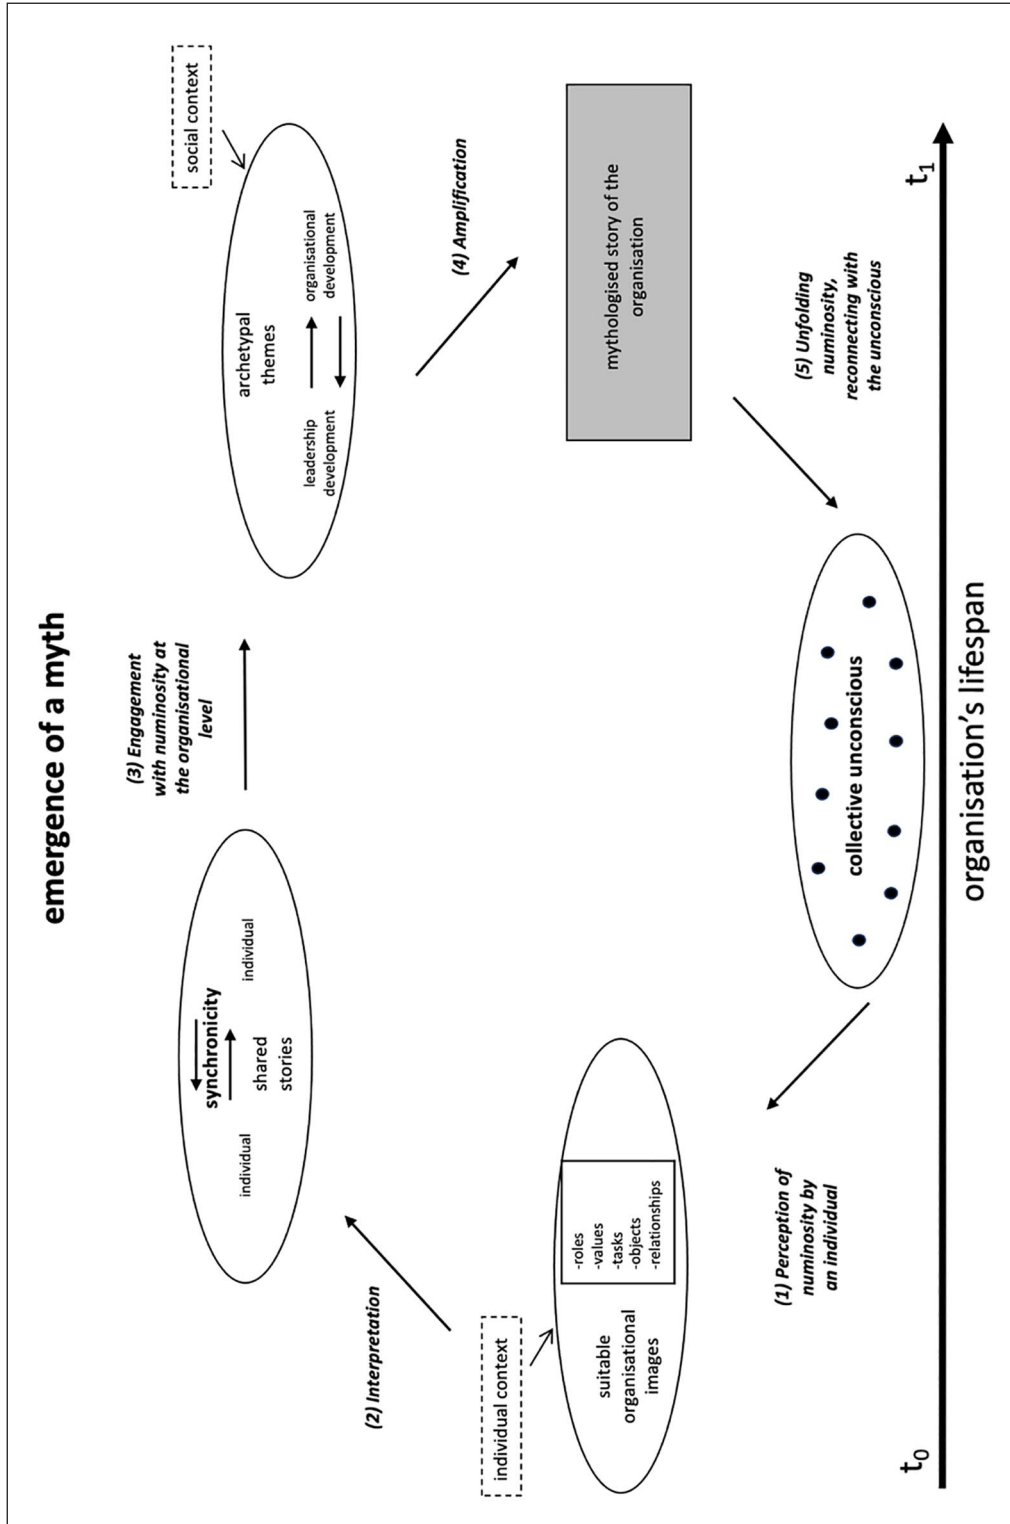 emergence of a myth
(3) Engagement
with numinosity at
the organisational
level
synchronicity
individual
shared
stories
individual
social context
archetypal
themes
leadership
development
organisational
development
(2) Interpretation
(4) Amplification
individual context
suitable
organisational
images
-roles
-values
-tasks
-objects
-relationships
mythologised story of the
organisation
(1) Perception of
numinosity by
an individual
(5) Unfolding
numinosity,
reconnecting with
the unconscious
collective unconscious
t₀
t₁
organisation’s lifespan